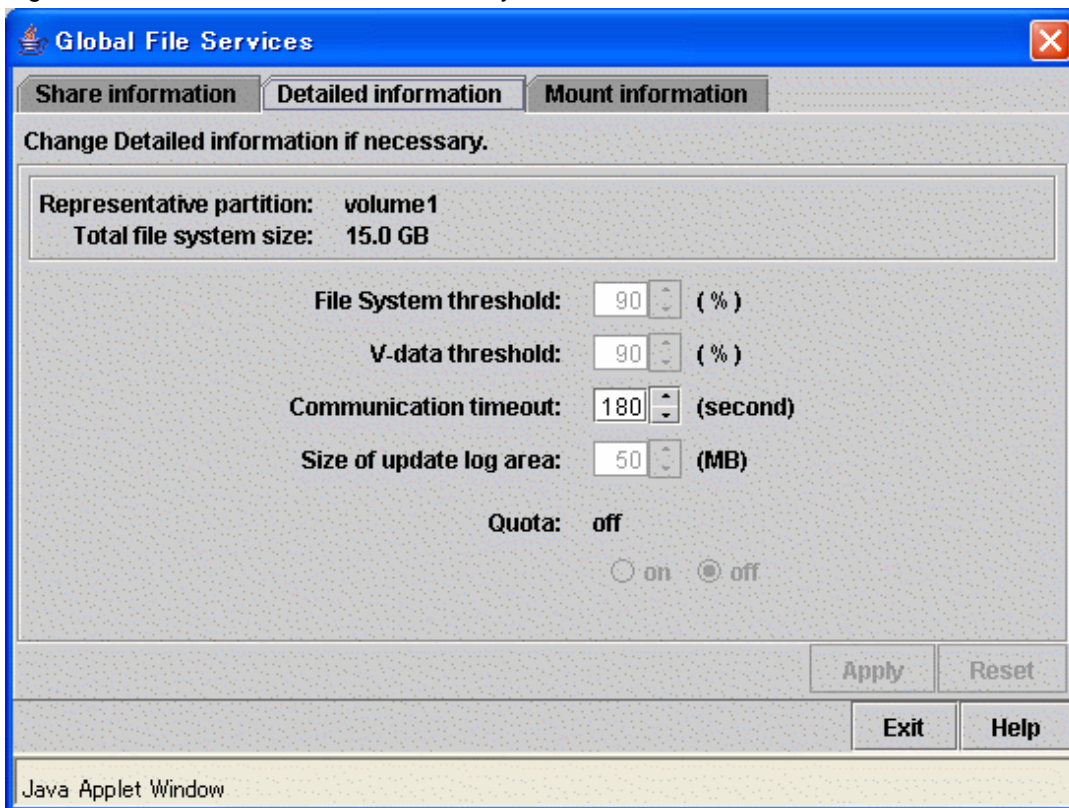 Global File Services
Share information Detailed information Mount information
Change Detailed information if necessary.
Representative partition: volume1
Total file system size: 15.0 GB
File System threshold: 90 (%)
V-data threshold: 90 (%)
Communication timeout: 180 (second)
Size of update log area: 50 (MB)
Quota: off
on off
Apply Reset
Exit Help
Java Applet Window